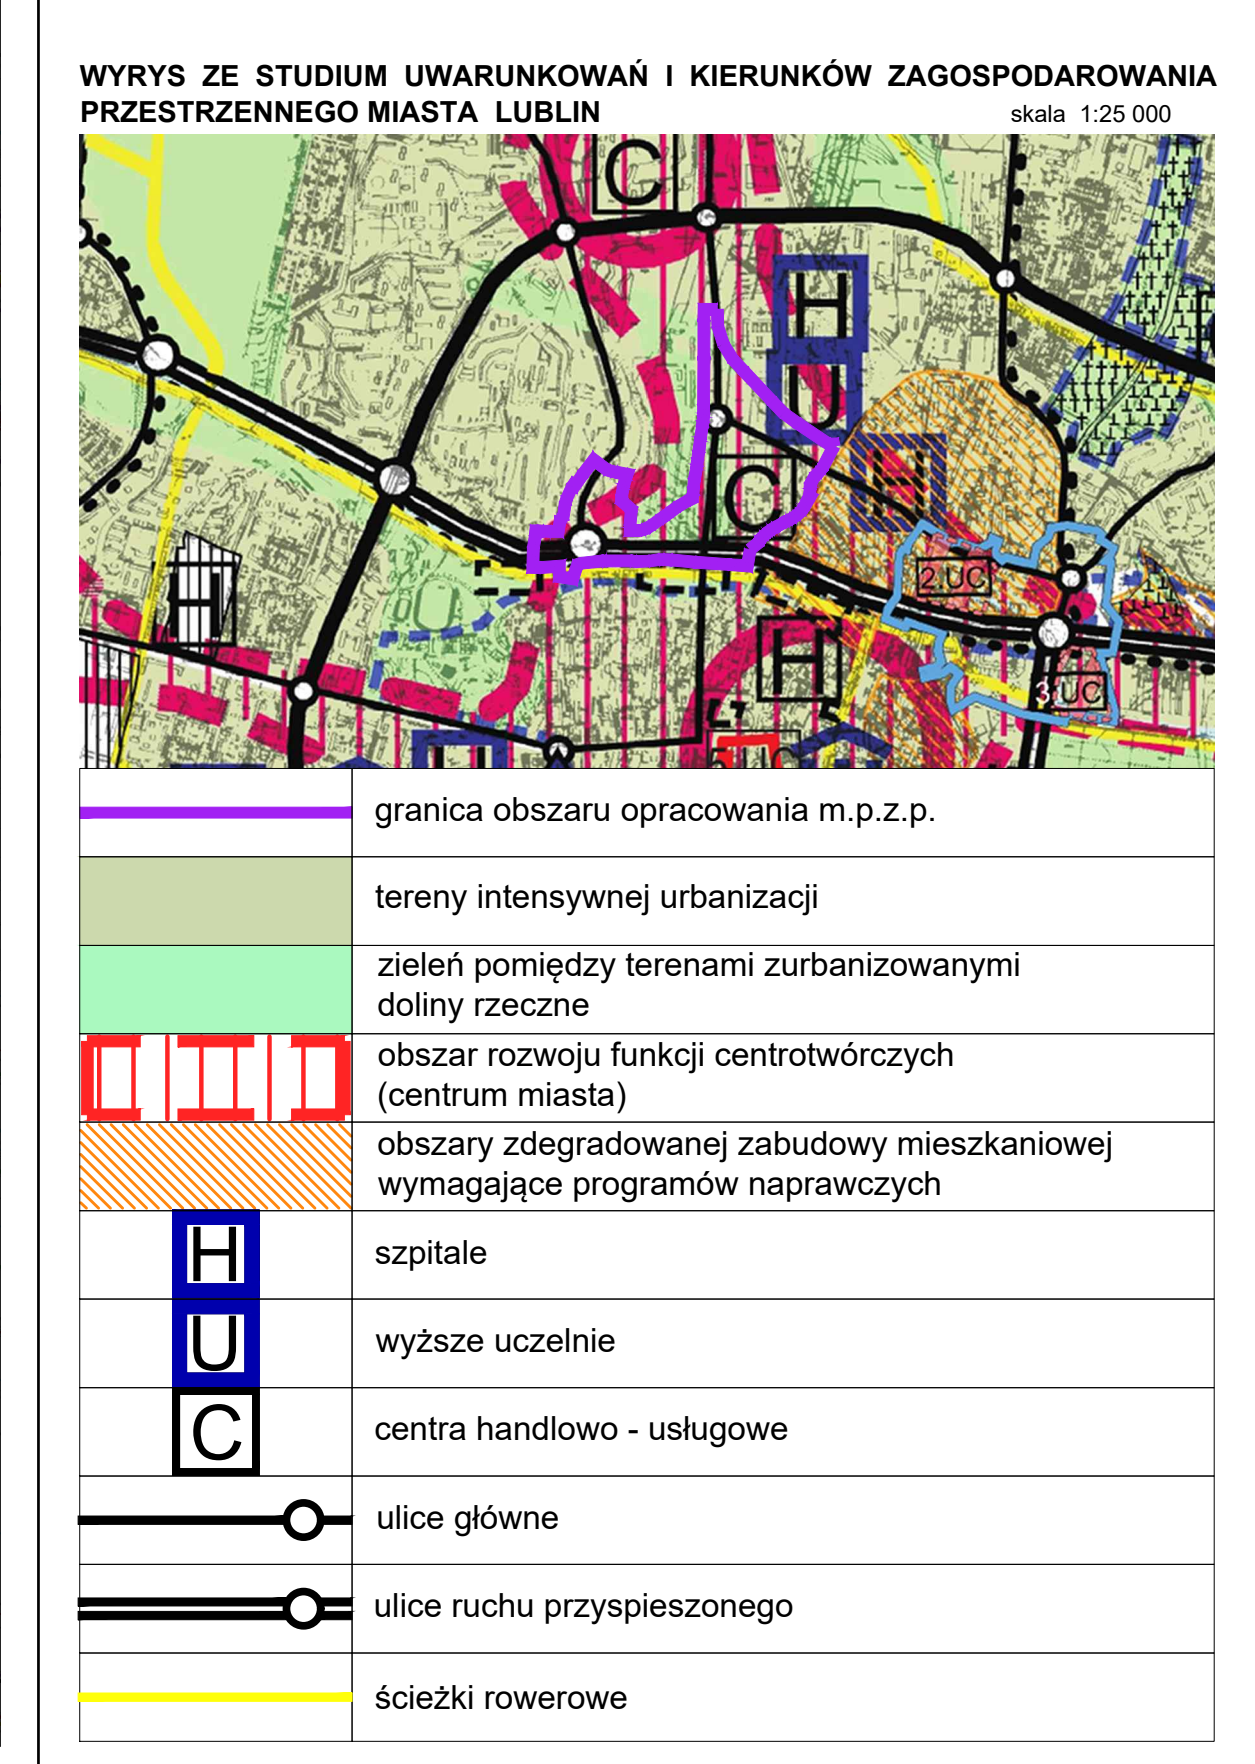 WYRYS ZE STUDIUM UWARUNKOWAŃ I KIERUNKÓW ZAGOSPODAROWANIA
PRZESTRZENNEGO MIASTA LUBLIN
skala 1:25 000
C
H
U
C
H
2.UC
H
H
3.UC
granica obszaru opracowania m.p.z.p.
tereny intensywnej urbanizacji
zieleń pomiędzy terenami zurbanizowanymi
doliny rzeczne
obszar rozwoju funkcji centrotwórczych
(centrum miasta)
obszary zdegradowanej zabudowy mieszkaniowej
wymagające programów naprawczych
H
szpitale
U
wyższe uczelnie
C
centra handlowo - usługowe
ulice główne
ulice ruchu przyspieszonego
ścieżki rowerowe